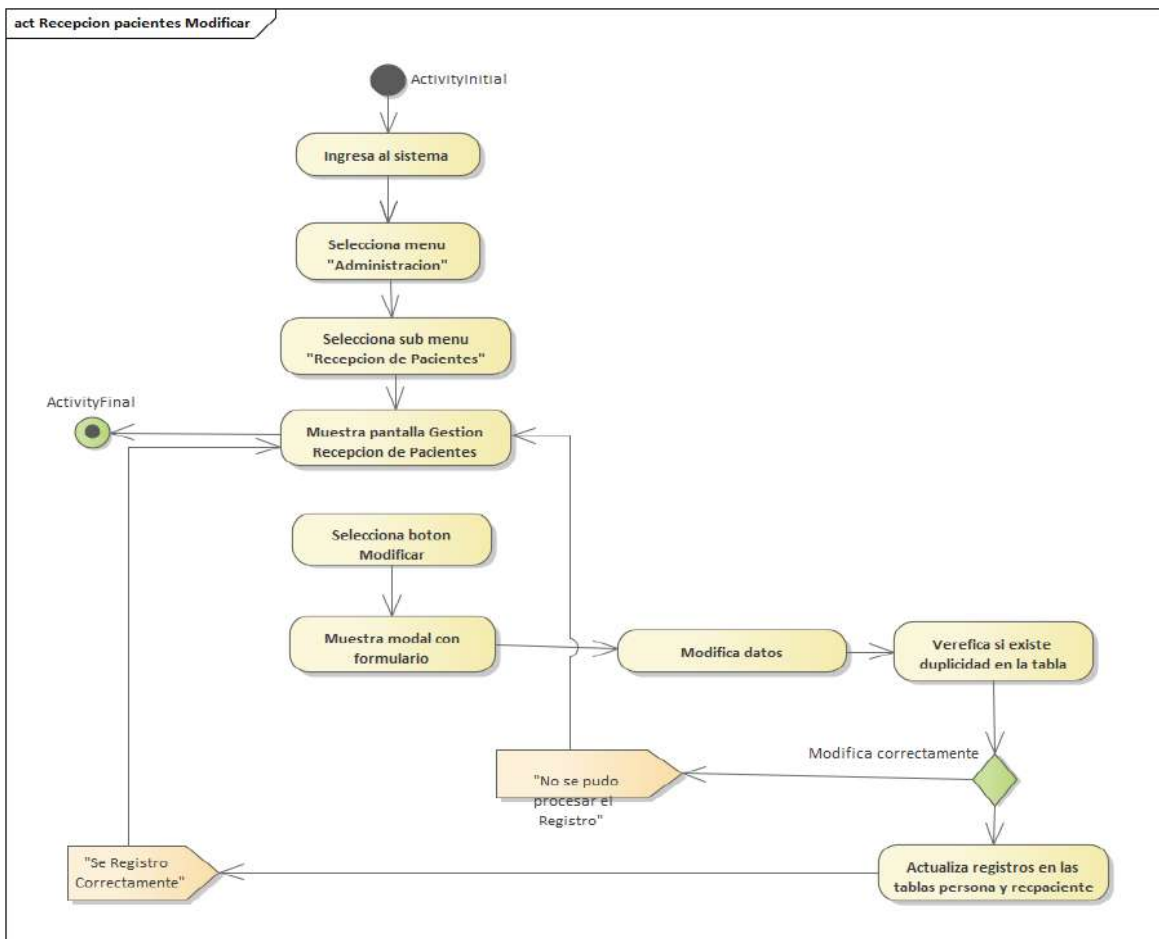 act Recepcion pacientes Modificar
ActivityInitial
Ingresa al sistema
Selecciona menu
"Administracion"
Selecciona sub menu
"Recepcion de Pacientes"
ActivityFinal
Muestra pantalla Gestion
Recepcion de Pacientes
Selecciona boton
Modificar
Muestra modal con
formulario
Modifica datos
Verefica si existe
duplicidad en la tabla
Modifica correctamente
"No se pudo
procesar el
Registro"
"Se Registro
Correctamente"
Actualiza registros en las
tablas persona y recpaciente